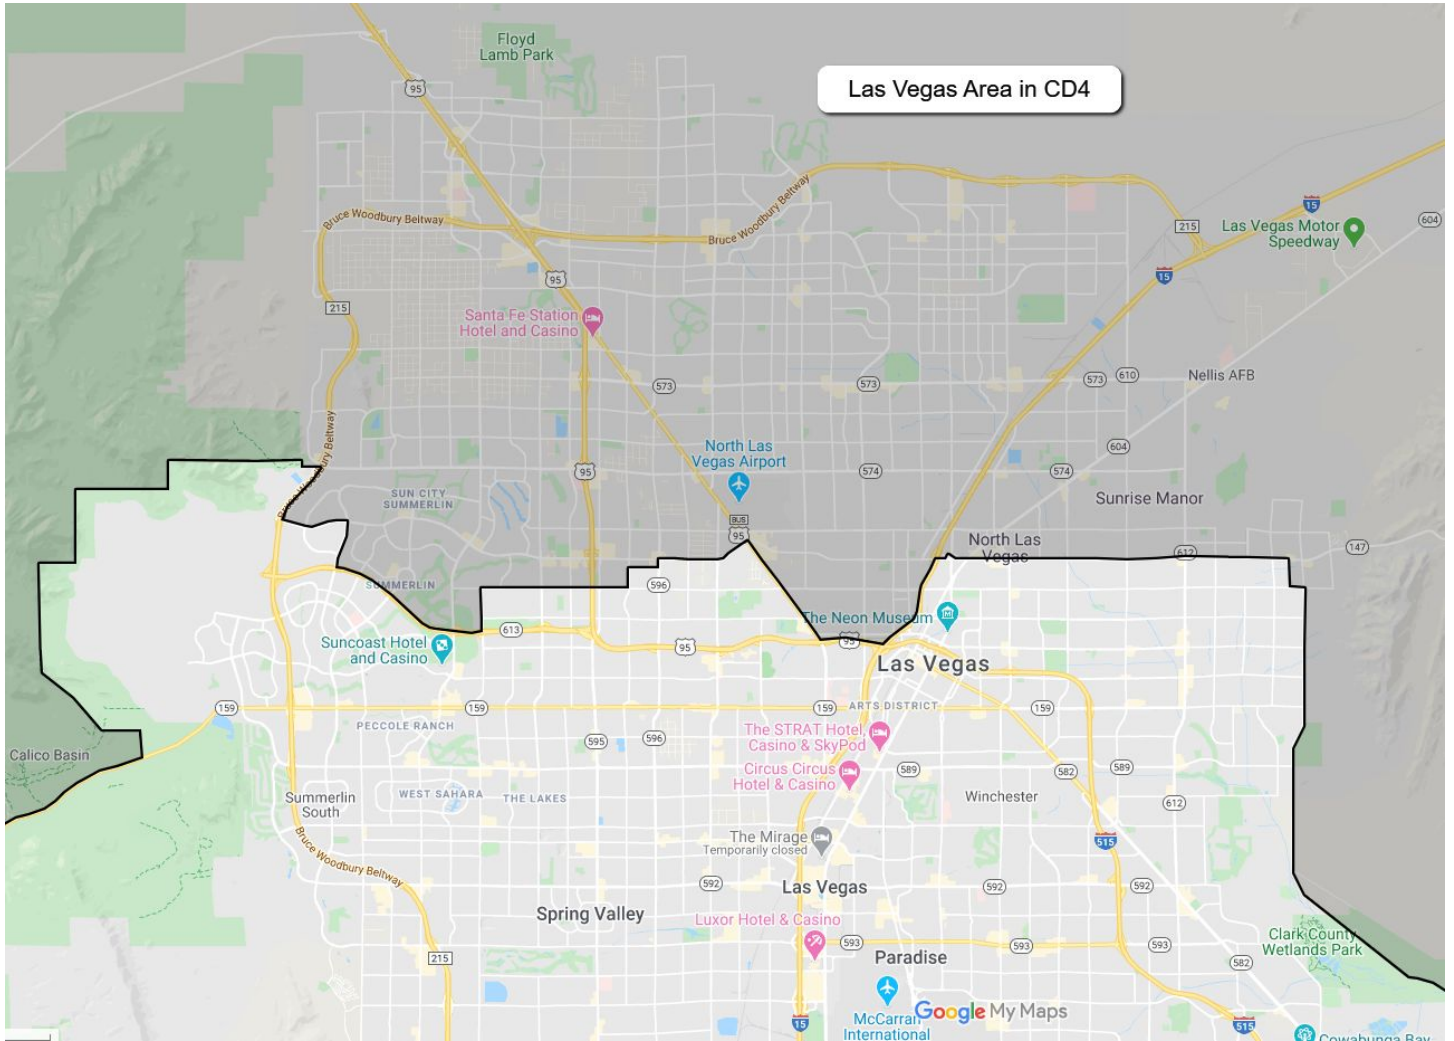 Floyd
Lamb Park
Las Vegas Area in CD4
95
Bruce Woodbury Beltway
Bruce Woodbury Beltway
15
604
215
Las Vegas Motor
Speedway
95
15
215
Santa Fe Station
Hotel and Casino
573
573
573
610
Nellis AFB
Bruce Woodbury Beltway
604
North Las
Vegas Airport
95
574
574
SUN CITY
SUMMERLIN
Sunrise Manor
BUS
95
North Las
Vegas
612
147
SUMMERLIN
596
The Neon Museum
613
95
95
Suncoast Hotel
and Casino
Las Vegas
159
159
159
159
ARTS DISTRICT
PECCOLE RANCH
The STRAT Hotel,
Casino & SkyPod
595
596
Calico Basin
Circus Circus
Hotel & Casino
589
582
589
WEST SAHARA
THE LAKES
Summerlin
South
Winchester
612
The Mirage
Temporarily closed
515
Bruce Woodbury Beltway
592
Las Vegas
592
592
Spring Valley
Luxor Hotel & Casino
593
593
593
Clark County
Wetlands Park
215
Paradise
582
McCarran
International
Google My Maps
15
515
Cowabunga Bay